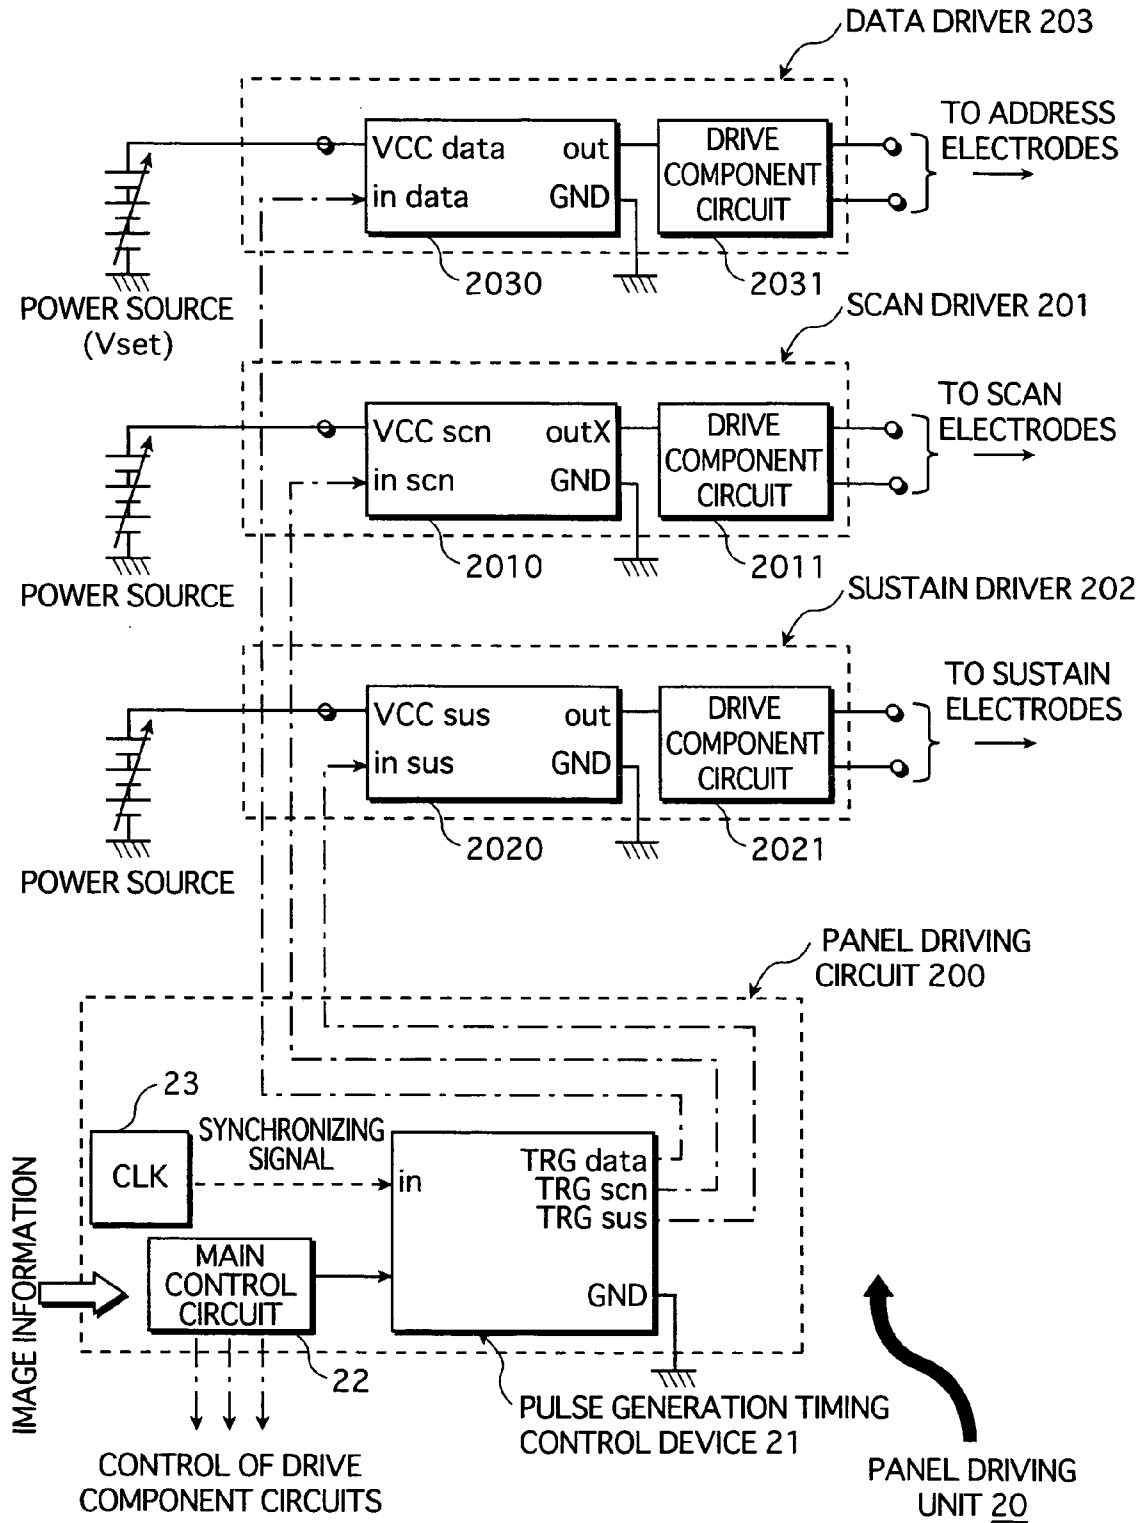 DATA DRIVER 203
TO ADDRESS
ELECTRODES
VCC data
out
in data
GND
DRIVE
COMPONENT
CIRCUIT
2030
2031
POWER SOURCE
(Vset)
SCAN DRIVER 201
TO SCAN
ELECTRODES
VCC scn
outX
in scn
GND
DRIVE
COMPONENT
CIRCUIT
2010
2011
POWER SOURCE
SUSTAIN DRIVER 202
TO SUSTAIN
ELECTRODES
VCC sus
out
in sus
GND
DRIVE
COMPONENT
CIRCUIT
2020
2021
POWER SOURCE
PANEL DRIVING
CIRCUIT 200
23
CLK
SYNCHRONIZING
SIGNAL
in
TRG data
TRG scn
TRG sus
GND
IMAGE INFORMATION
MAIN
CONTROL
CIRCUIT
22
PULSE GENERATION TIMING
CONTROL DEVICE 21
CONTROL OF DRIVE
COMPONENT CIRCUITS
PANEL DRIVING
UNIT 20